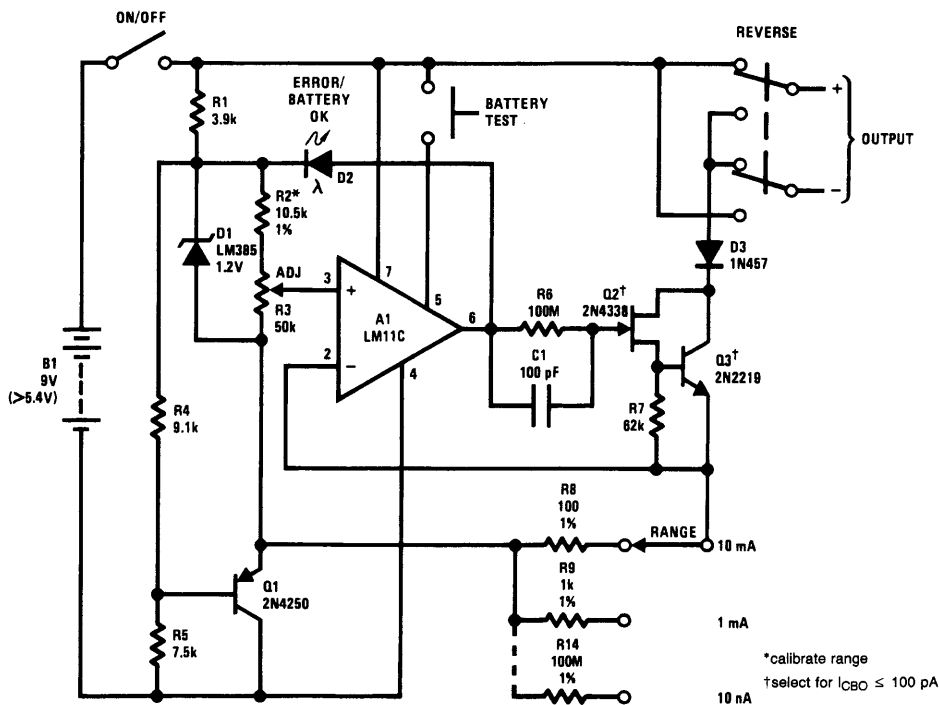 ON/OFF
REVERSE
R1
3.9k
ERROR/
BATTERY
OK
BATTERY
TEST
+
OUTPUT
−
λ
D2
R2*
10.5k
1%
D1
LM385
1.2V
ADJ
R3
50k
3
+
7
5
A1
LM11C
6
2
−
4
R6
100M
C1
100 pF
D3
1N457
Q2†
2N4338
Q3†
2N2219
R7
62k
B1
9V
(>5.4V)
R4
9.1k
R8
100
1%
RANGE
10 mA
R9
1k
1%
1 mA
Q1
2N4250
R5
7.5k
R14
100M
1%
10 nA
*calibrate range
†select for ICBO ≤ 100 pA